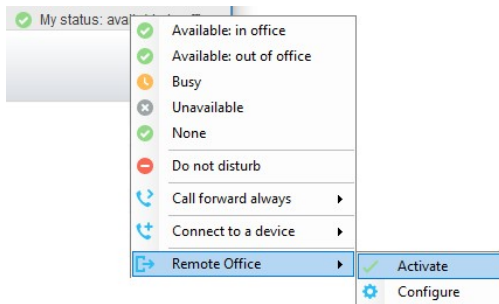 My status: ava
Available: in office
Available: out of office
Busy
Unavailable
None
Do not disturb
Call forward always
Connect to a device
Remote Office
Activate
Configure